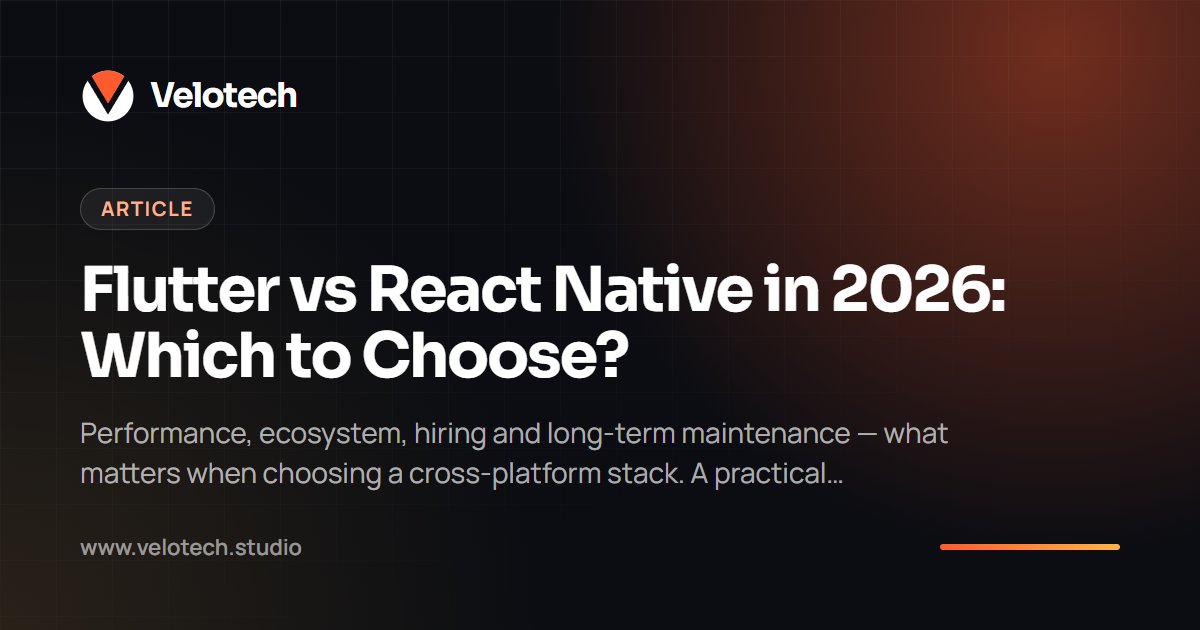 Velotech
ARTICLE
Flutter vs React Native in 2026:
Which to Choose?
Performance, ecosystem, hiring and long-term maintenance — what
matters when choosing a cross-platform stack. A practical…
www.velotech.studio